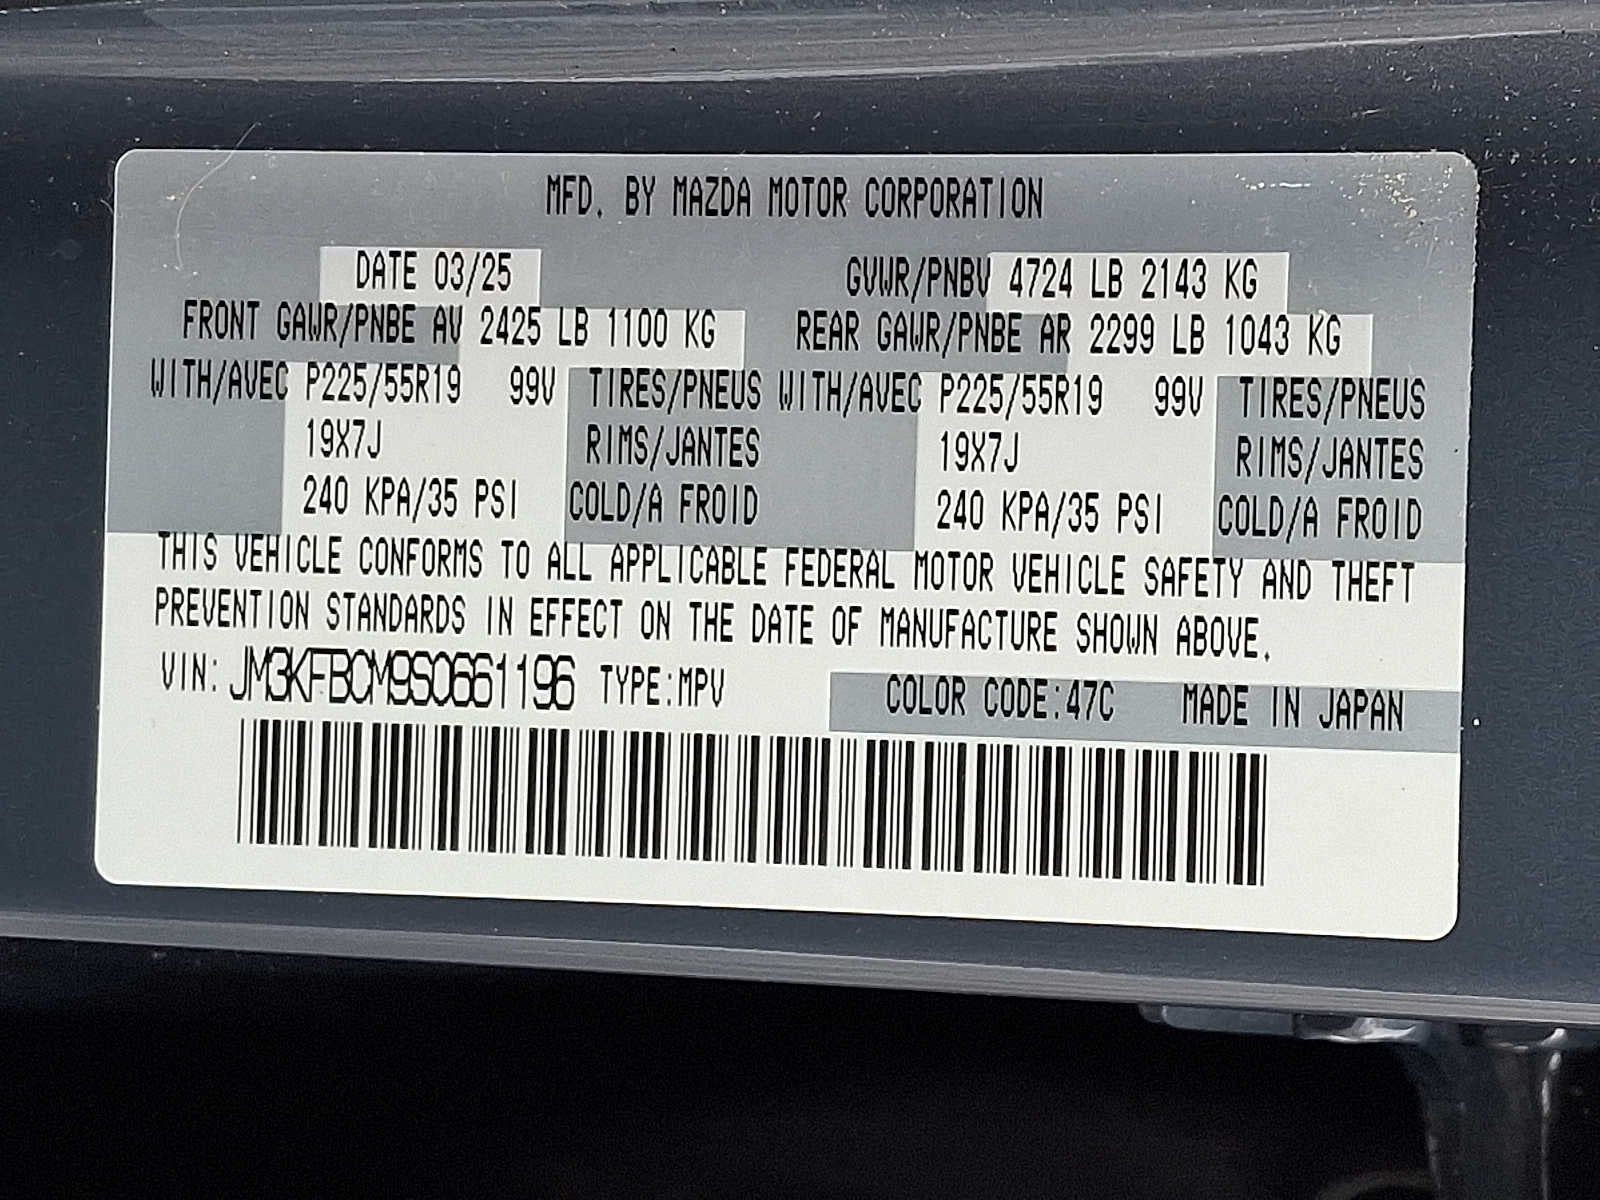 MFD. BY MAZDA MOTOR CORPORATION
DATE 03/25 GVWR/PNBV 4724 LB 2143 KG
FRONT GAWR/PNBE AV 2425 LB 1100 KG REAR GAWR/PNBE AR 2299 LB 1043 KG
WITH/AVEC P225/55R19 99V TIRES/PNEUS WITH/AVEC P225/55R19 99V TIRES/PNEUS
19X7J RIMS/JANTES 19X7J RIMS/JANTES
240 KPA/35 PSI COLD/A FROID 240 KPA/35 PSI COLD/A FROID
THIS VEHICLE CONFORMS TO ALL APPLICABLE FEDERAL MOTOR VEHICLE SAFETY AND THEFT
PREVENTION STANDARDS IN EFFECT ON THE DATE OF MANUFACTURE SHOWN ABOVE.
VIN: JM3KFBCM9S0661196 TYPE:MPV COLOR CODE:47C MADE IN JAPAN